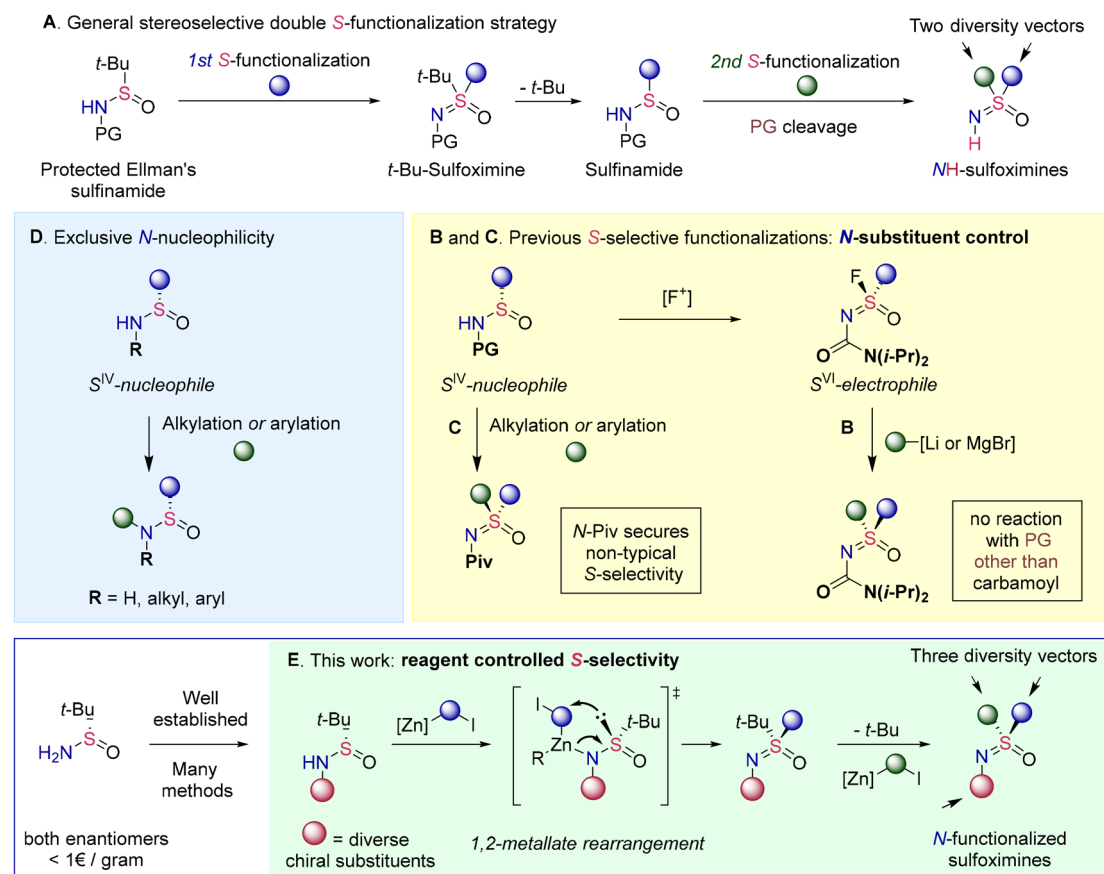 A. General stereoselective double S-functionalization strategy
Two diversity vectors
t-Bu
S
O
HN
PG
Protected Ellman's
sulfinamide
1st S-functionalization
t-Bu
S
O
N
PG
t-Bu-Sulfoximine
- t-Bu
S
O
HN
PG
Sulfinamide
2nd S-functionalization
PG cleavage
S
O
N
H
NH-sulfoximines
D. Exclusive N-nucleophilicity
S
HN
O
R
S^IV-nucleophile
Alkylation or arylation
S
N
O
R
R = H, alkyl, aryl
B and C. Previous S-selective functionalizations: N-substituent control
S
HN
O
PG
S^IV-nucleophile
[F⁺]
F
S
N
O
O
N(i-Pr)₂
S^VI-electrophile
C
Alkylation or arylation
S
N
O
Piv
N-Piv secures
non-typical
S-selectivity
B
[Li or MgBr]
S
N
O
O
N(i-Pr)₂
no reaction
with PG
other than
carbamoyl
t-Bu
S
H₂N
O
both enantiomers
< 1€ / gram
Well
established
Many
methods
E. This work: reagent controlled S-selectivity
t-Bu
S
HN
O
= diverse
chiral substituents
[Zn]
I
I
t-Bu
Zn
S
R
N
O
‡
1,2-metallate rearrangement
t-Bu
S
N
O
- t-Bu
[Zn]
I
Three diversity vectors
S
N
O
N-functionalized
sulfoximines